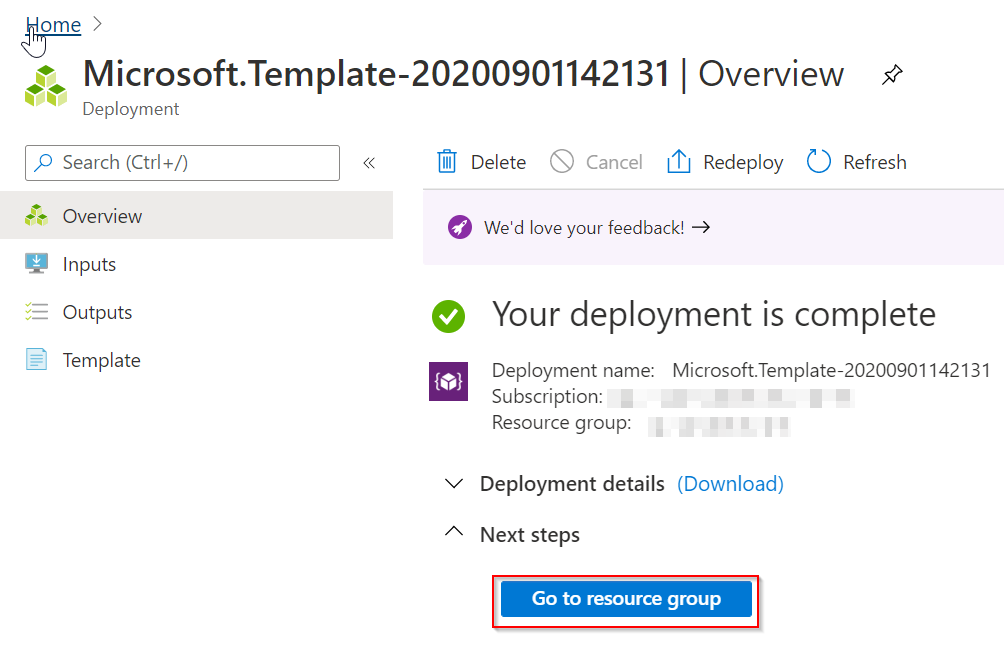 Home
Microsoft.Template-20200901142131 | Overview
Deployment
Search (Ctrl+/)
Delete Cancel Redeploy Refresh
Overview
Inputs
Outputs
Template
We'd love your feedback! →
Your deployment is complete
Deployment name: Microsoft.Template-20200901142131
Subscription:
Resource group:
Deployment details (Download)
Next steps
Go to resource group